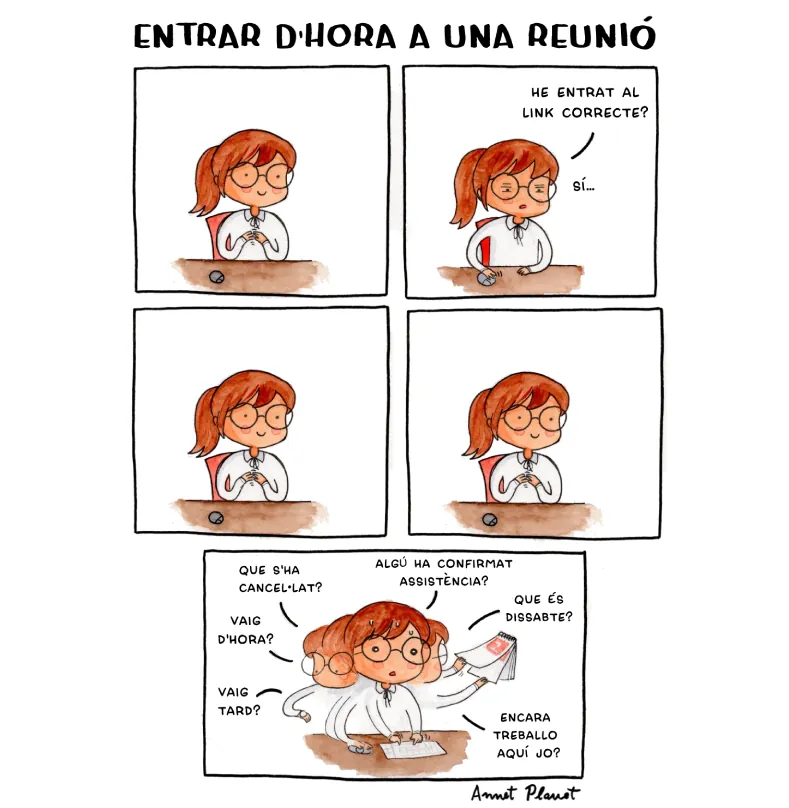 ENTRAR D'HORA A UNA REUNIÓ
HE ENTRAT AL
LINK CORRECTE?
SÍ...
QUE S'HA
CANCEL·LAT?
ALGÚ HA CONFIRMAT
ASSISTÈNCIA?
VAIG
D'HORA?
QUE ÉS
DISSABTE?
VAIG
TARD?
ENCARA
TREBALLO
AQUÍ JO?
Annet Planet